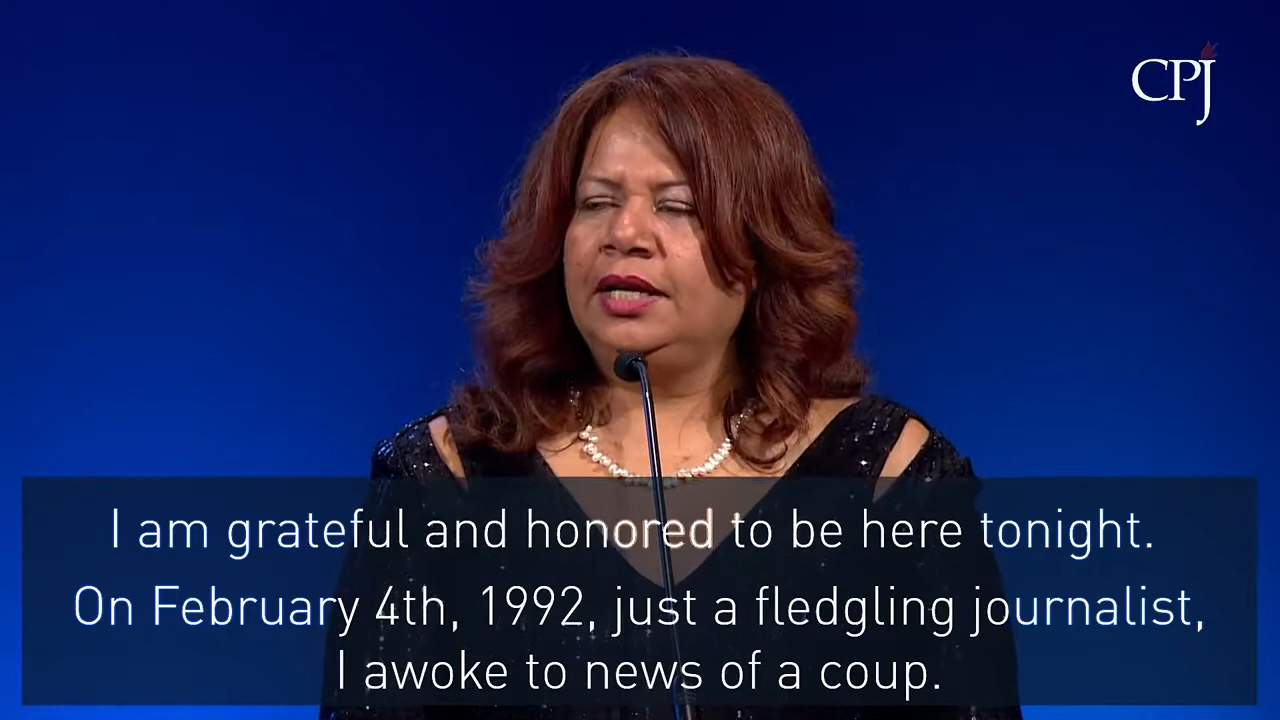 CPJ
I am grateful and honored to be here tonight.
On February 4th, 1992, just a fledgling journalist,
I awoke to news of a coup.